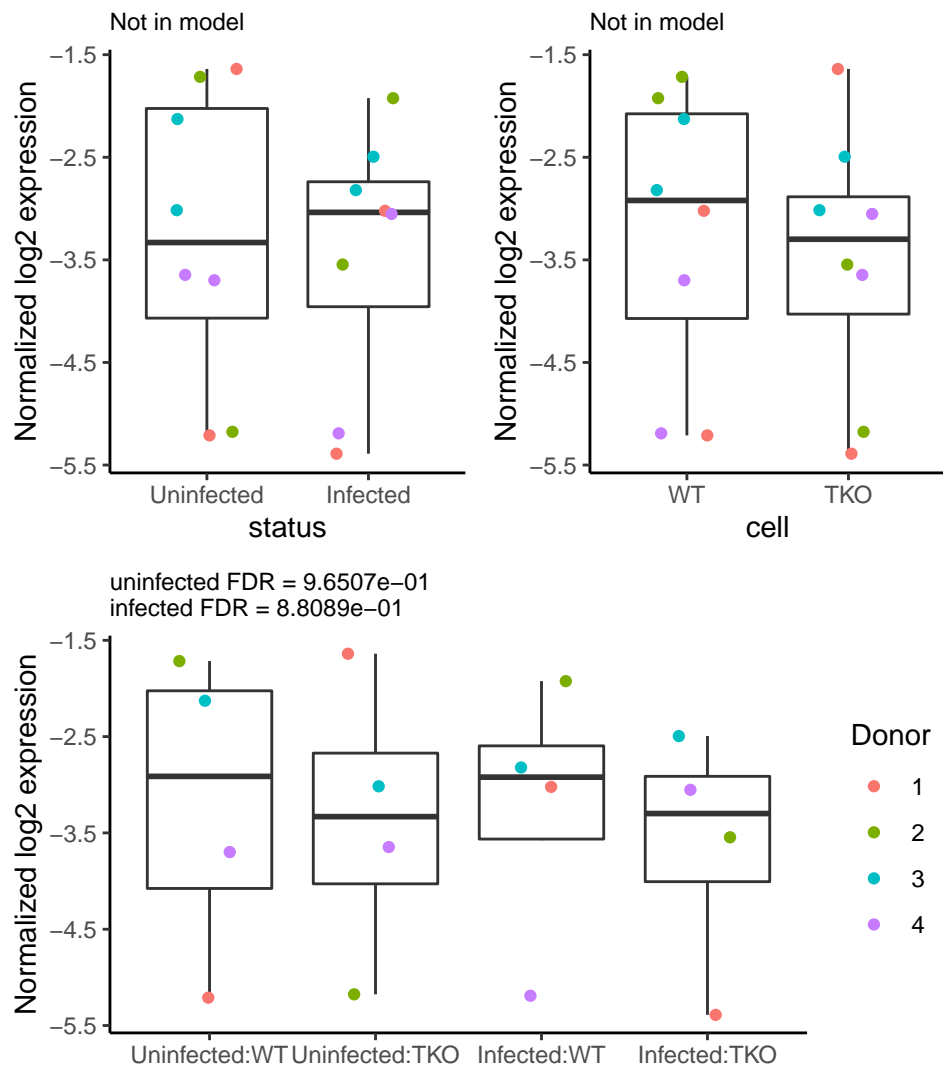 Not in model
Normalized log2 expression
−1.5
−2.5
−3.5
−4.5
−5.5
Uninfected Infected
status
Not in model
Normalized log2 expression
−1.5
−2.5
−3.5
−4.5
−5.5
WT TKO
cell
uninfected FDR = 9.6507e−01
infected FDR = 8.8089e−01
Normalized log2 expression
−1.5
−2.5
−3.5
−4.5
−5.5
Uninfected:WT Uninfected:TKO Infected:WT Infected:TKO
Donor
1
2
3
4